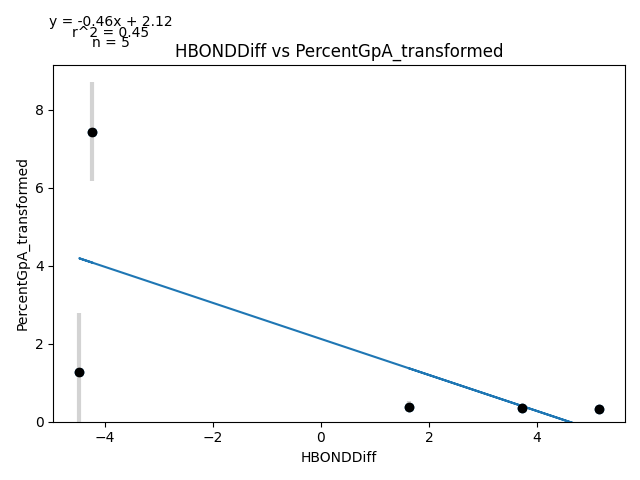 y = -0.46x + 2.12
r^2 = 0.45
n = 5
HBONDDiff vs PercentGpA_transformed
8
6
4
2
0
PercentGpA_transformed
−4
−2
0
2
4
HBONDDiff